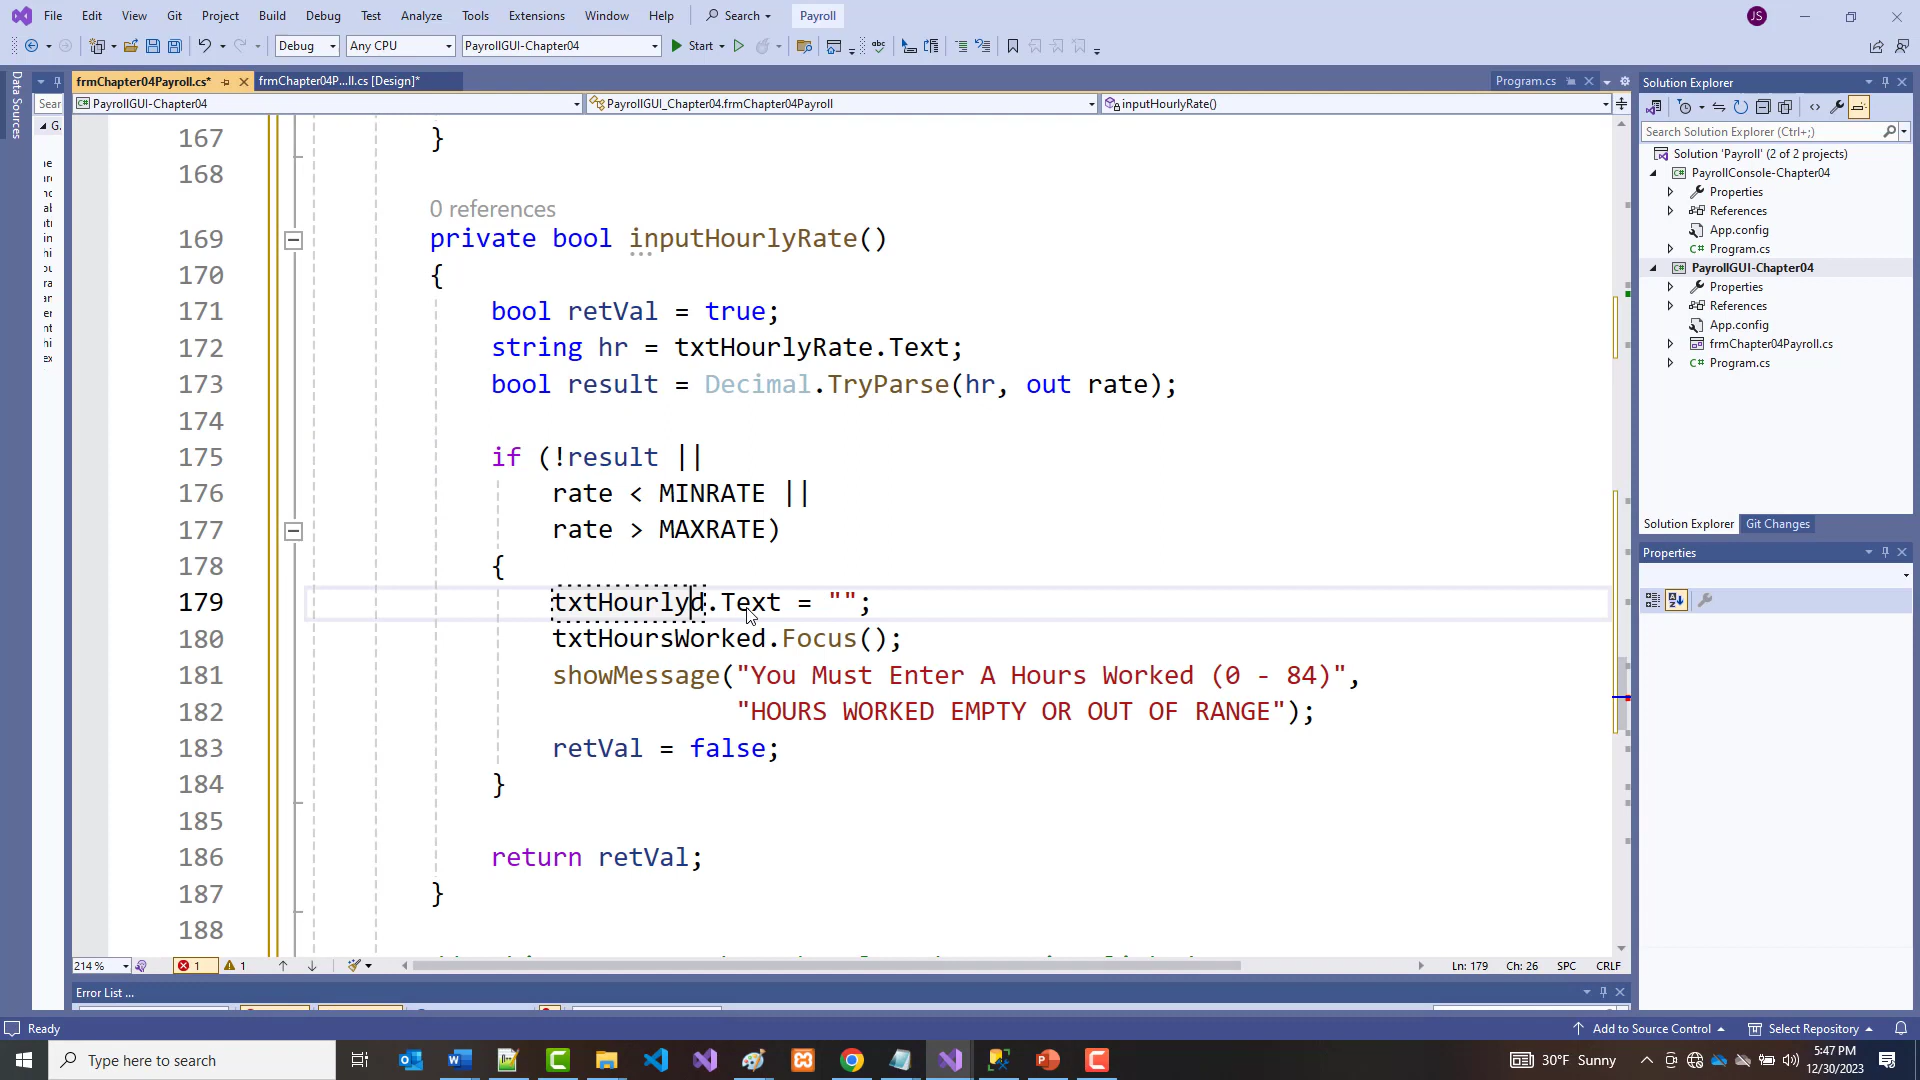 File Edit View Git Project Build Debug Test Analyze Tools Extensions Window Help Search Payroll JS
Debug Any CPU PayrollGUI-Chapter04 Start
Data Sources
frmChapter04Payroll.cs* frmChapter04P...ll.cs [Design]* Program.cs
PayrollGUI-Chapter04 PayrollGUI_Chapter04.frmChapter04Payroll inputHourlyRate()
Sear
G.
167 }
168
0 references
169 private bool inputHourlyRate()
170 {
171 bool retVal = true;
172 string hr = txtHourlyRate.Text;
173 bool result = Decimal.TryParse(hr, out rate);
174
175 if (!result ||
176 rate < MINRATE ||
177 rate > MAXRATE)
178 {
179 txtHourlyd.Text = "";
180 txtHoursWorked.Focus();
181 showMessage("You Must Enter A Hours Worked (0 - 84)",
182 "HOURS WORKED EMPTY OR OUT OF RANGE");
183 retVal = false;
184 }
185
186 return retVal;
187 }
188
214 % 1 1 Ln: 179 Ch: 26 SPC CRLF
Error List ...
Solution Explorer
Search Solution Explorer (Ctrl+;)
Solution 'Payroll' (2 of 2 projects)
PayrollConsole-Chapter04
Properties
References
App.config
Program.cs
PayrollGUI-Chapter04
Properties
References
App.config
frmChapter04Payroll.cs
Program.cs
Solution Explorer Git Changes
Properties
Ready Add to Source Control Select Repository
Type here to search 30°F Sunny 5:47 PM
12/30/2023